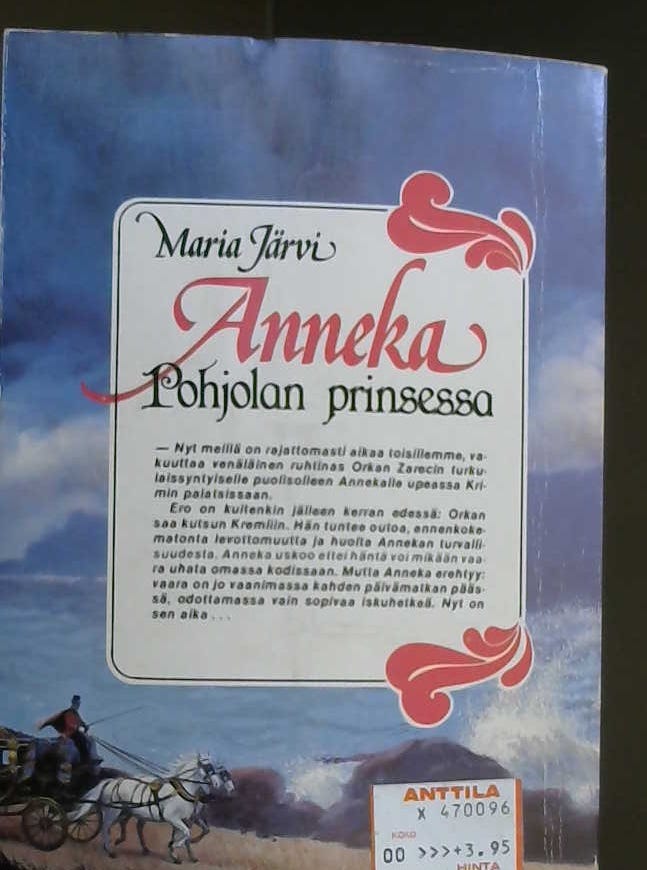 Maria Järvi
Anneka
Pohjolan prinsessa
— Nyt meillä on rajattomasti aikaa toisillemme, va-
kuuttaa venäläinen ruhtinas Orkan Zarecin turku-
laissyntyiselle puolisolleen Annekalle upeassa Kri-
min palatsissaan.
Ero on kuitenkin jälleen kerran edessä: Orkan
saa kutsun Kremliin. Hän tuntee outoa, ennenkoke-
matonta levottomuutta ja huolta Annekan turvalli-
suudesta. Anneka uskoo ettei häntä voi mikään vaa-
ra uhata omassa kodissaan. Mutta Anneka erehtyy:
vaara on jo vaanimassa kahden päivämatkan pääs-
sä, odottamassa vain sopivaa iskuhetkeä. Nyt on
sen aika...
ANTTILA
X 470096
KOKO
00 >>>+3.95
HINTA